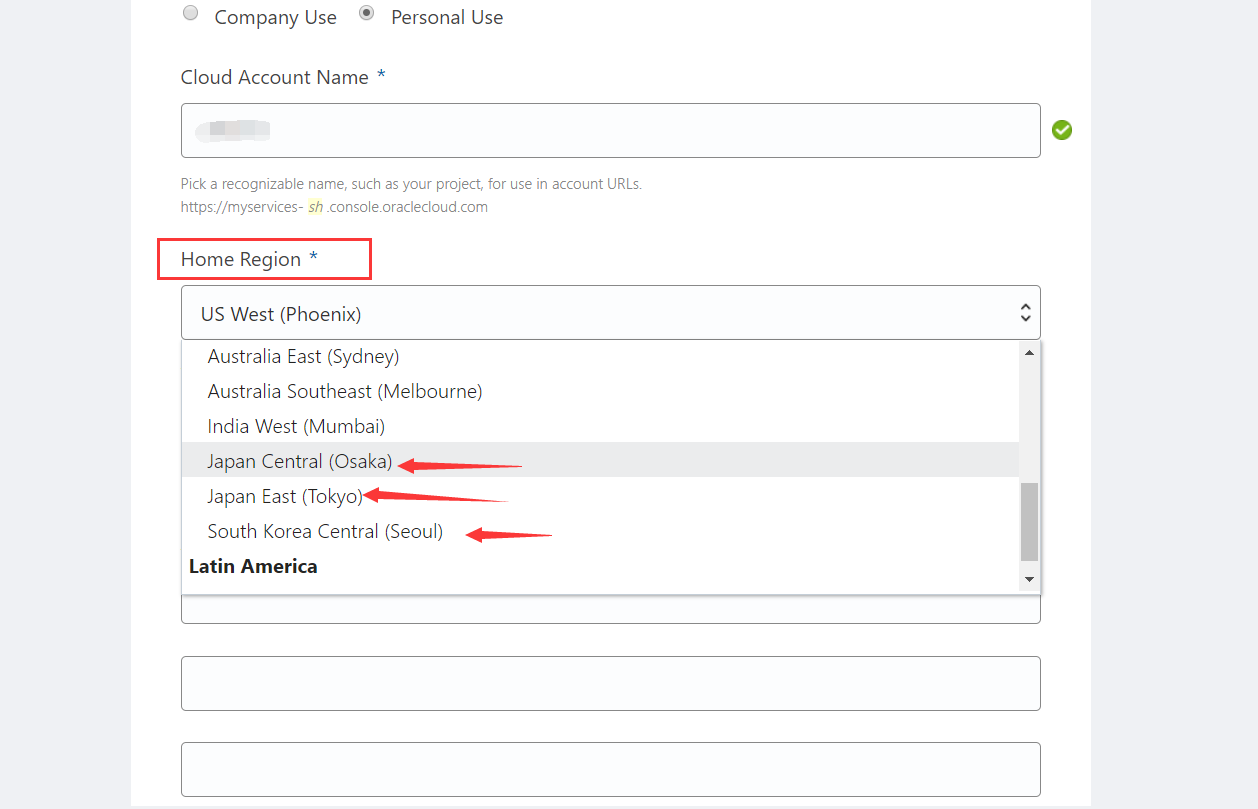 Company Use Personal Use
Cloud Account Name *
Pick a recognizable name, such as your project, for use in account URLs.
https://myservices- sh .console.oraclecloud.com
Home Region *
US West (Phoenix)
Australia East (Sydney)
Australia Southeast (Melbourne)
India West (Mumbai)
Japan Central (Osaka)
Japan East (Tokyo)
South Korea Central (Seoul)
Latin America